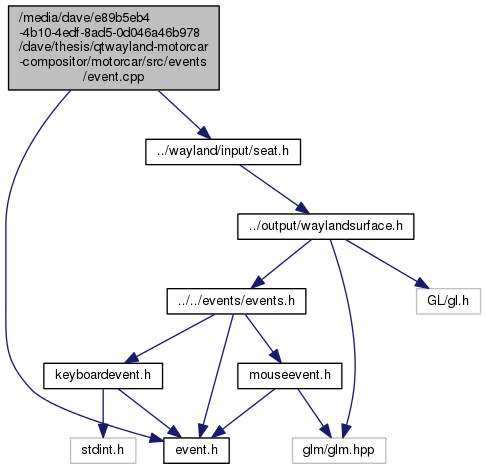 /media/dave/e89b5eb4
-4b10-4edf-8ad5-0d046a46b978
/dave/thesis/qtwayland-motorcar
-compositor/motorcar/src/events
/event.cpp
../wayland/input/seat.h
../output/waylandsurface.h
../../events/events.h
GL/gl.h
keyboardevent.h
mouseevent.h
stdint.h
event.h
glm/glm.hpp